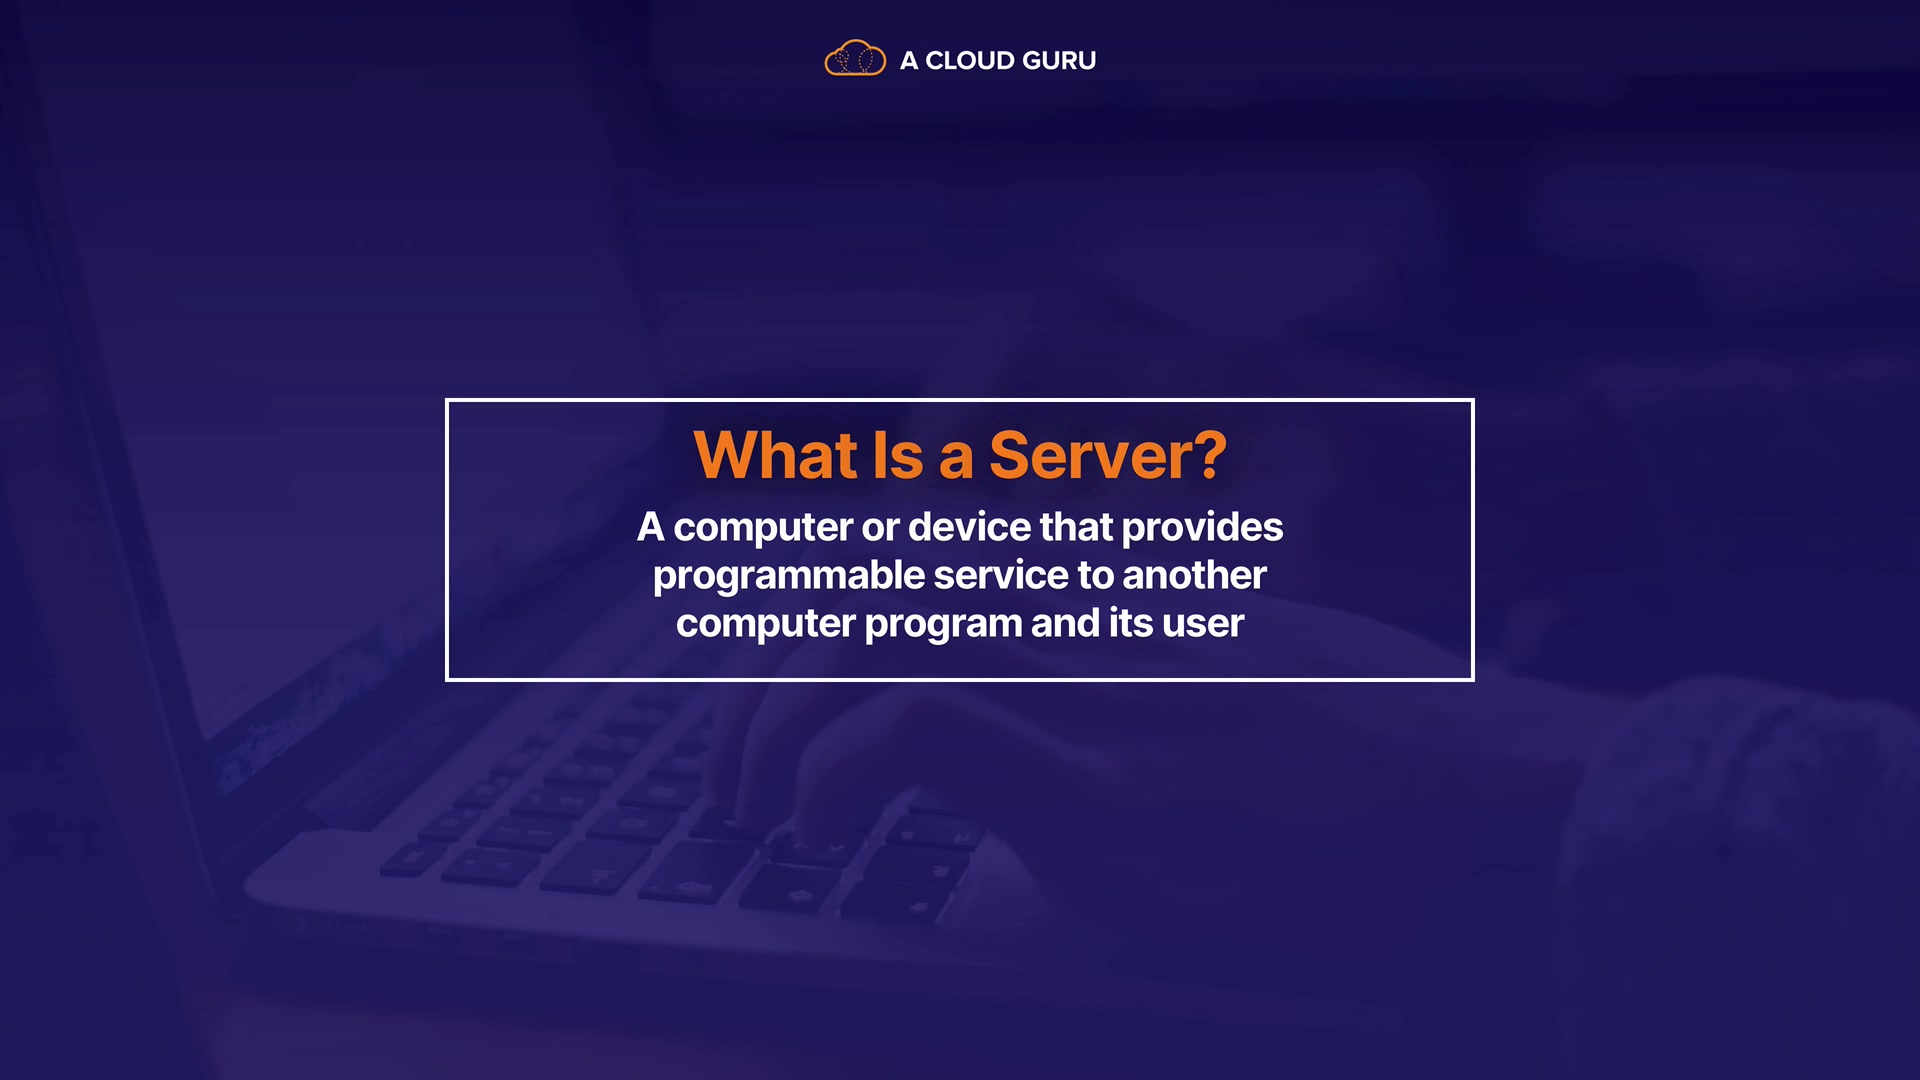 A CLOUD GURU
What Is a Server?
A computer or device that provides
programmable service to another
computer program and its user